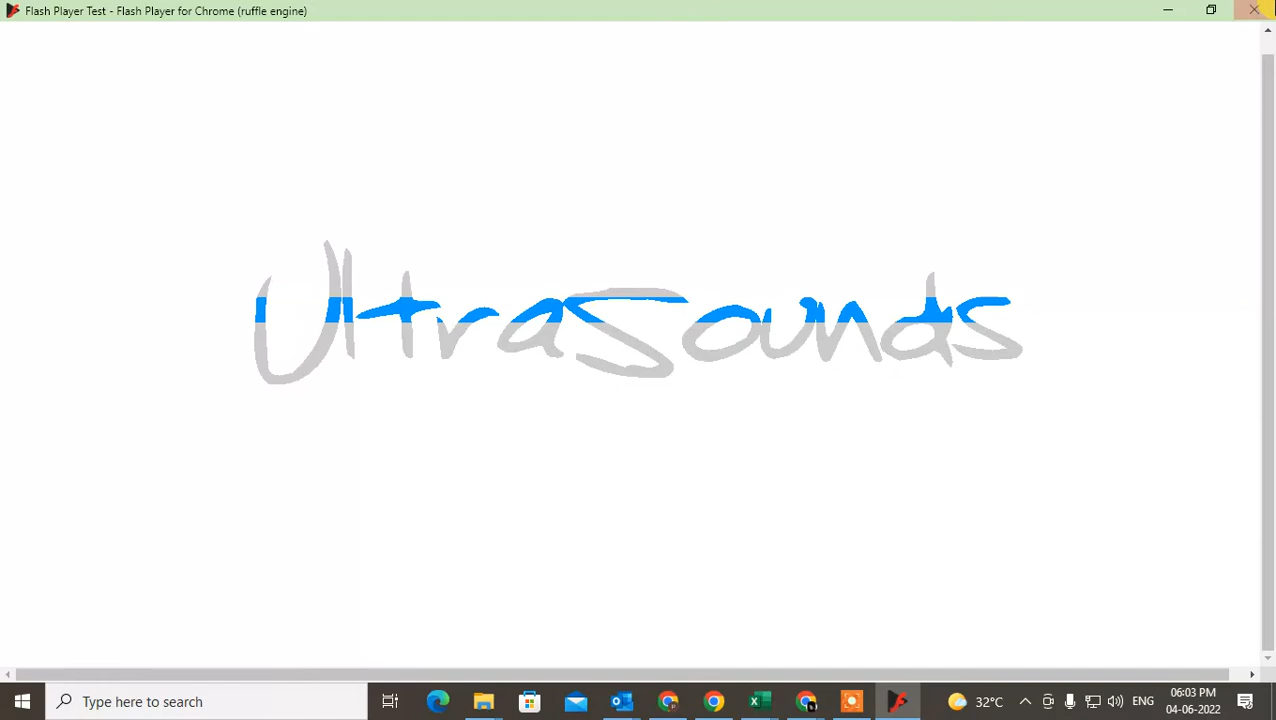 Flash Player Test - Flash Player for Chrome (ruffle engine)
UltraSounds
Type here to search
32°C
ENG
06:03 PM
04-06-2022